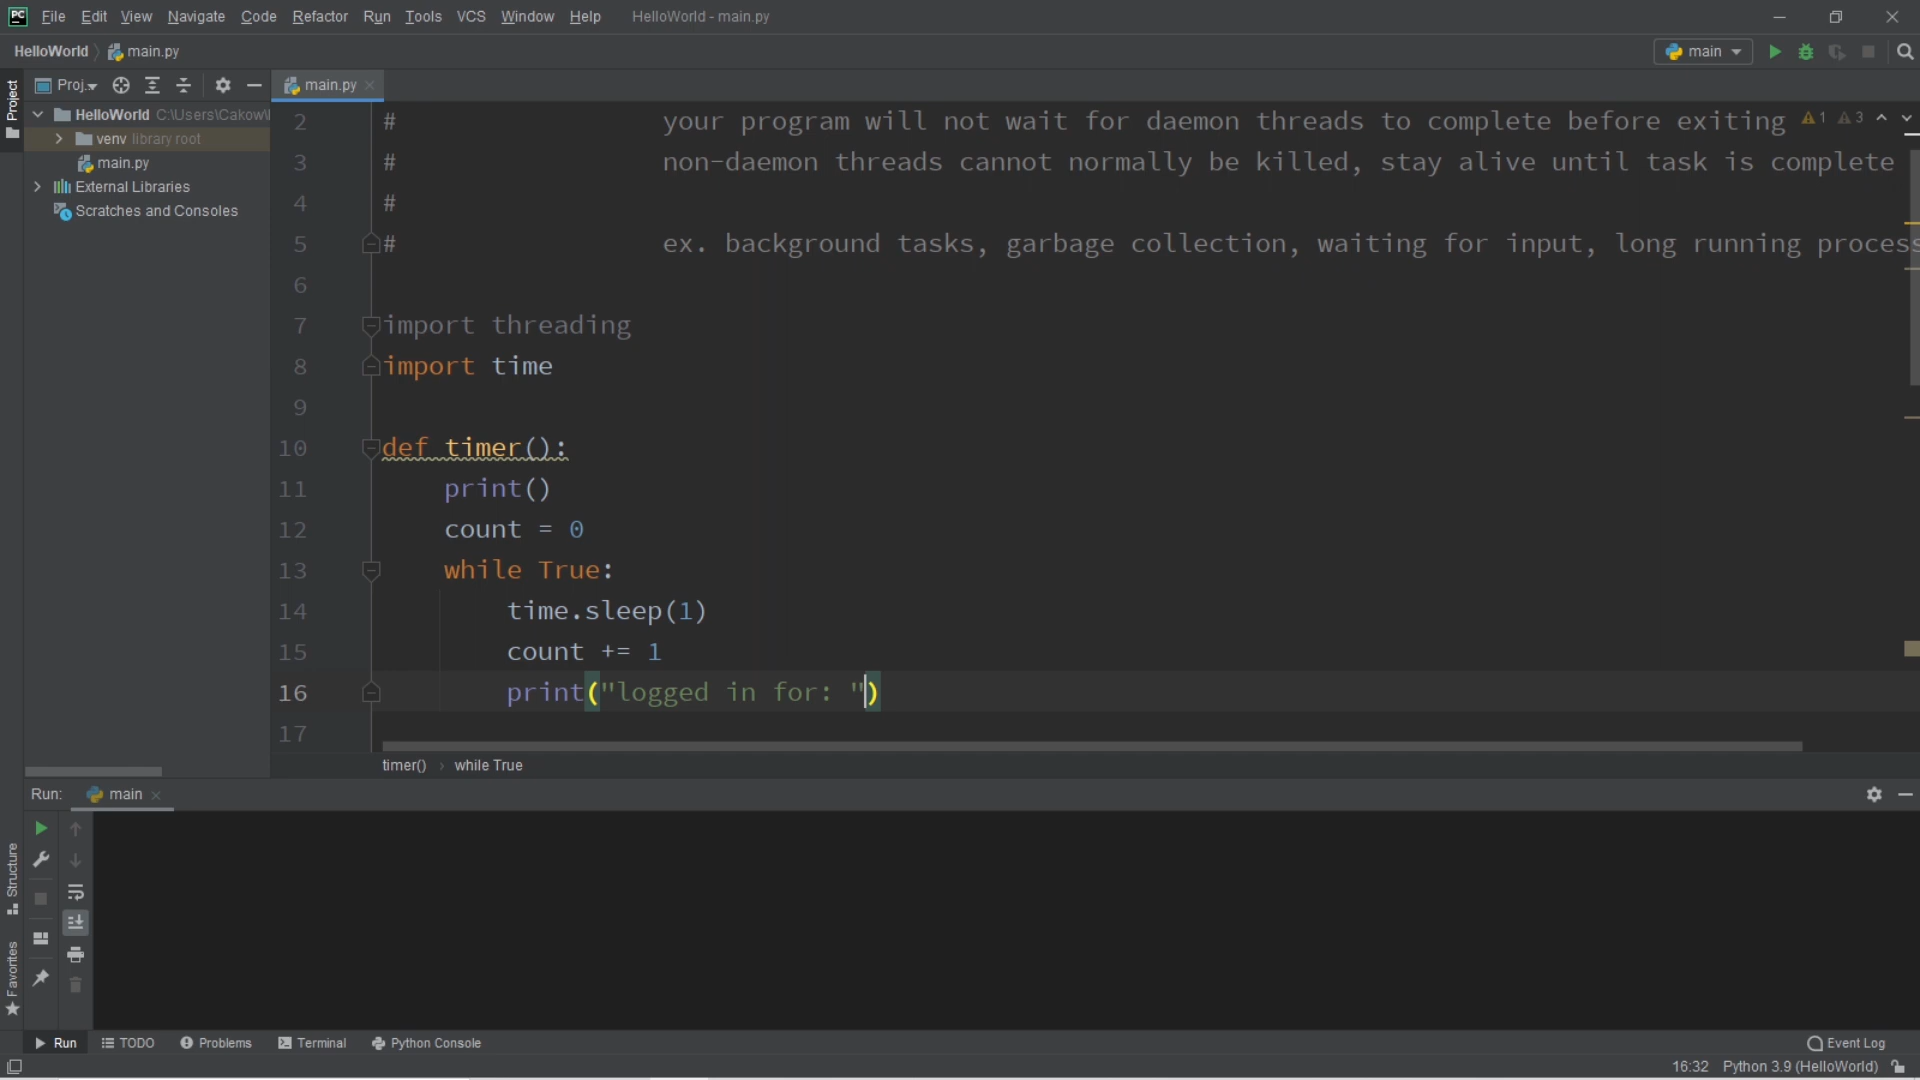 File Edit View Navigate Code Refactor Run Tools VCS Window Help HelloWorld - main.py
HelloWorld main.py main
Project
Proj... main.py
HelloWorld C:\Users\Cakow\
venv library root
main.py
External Libraries
Scratches and Consoles
1 3
2 # your program will not wait for daemon threads to complete before exiting
3 # non-daemon threads cannot normally be killed, stay alive until task is complete
4 #
5 # ex. background tasks, garbage collection, waiting for input, long running process
6
7 import threading
8 import time
9
10 def timer():
11 print()
12 count = 0
13 while True:
14 time.sleep(1)
15 count += 1
16 print("logged in for: ")
17
timer() › while True
Run: main
Structure
Favorites
Run TODO Problems Terminal Python Console Event Log
16:32 Python 3.9 (HelloWorld)